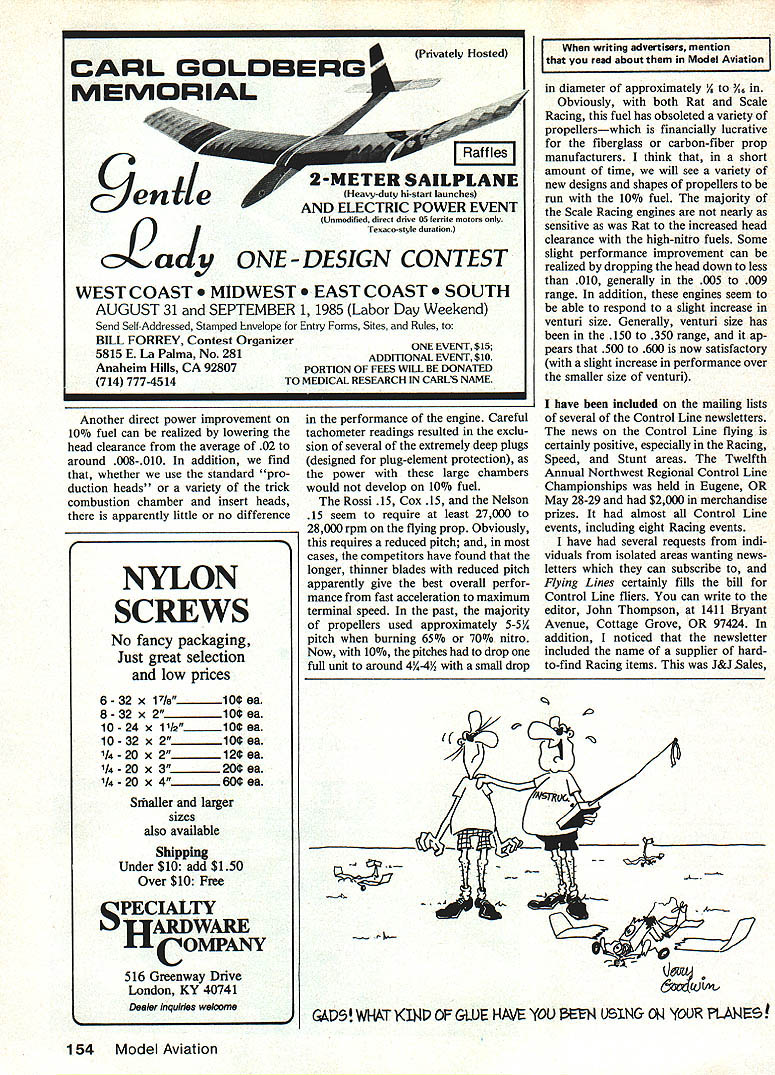 (Privately Hosted)
CARL GOLDBERG
MEMORIAL
Raffles
Gentle
Lady
2-METER SAILPLANE
(Heavy-duty hi-start launches)
AND ELECTRIC POWER EVENT
(Unmodified, direct drive 05 ferrite motors only.
Texaco-style duration.)
ONE-DESIGN CONTEST
WEST COAST • MIDWEST • EAST COAST • SOUTH
AUGUST 31 and SEPTEMBER 1, 1985 (Labor Day Weekend)
Send Self-Addressed, Stamped Envelope for Entry Forms, Sites, and Rules, to:
BILL FORREY, Contest Organizer
5815 E. La Palma, No. 281
Anaheim Hills, CA 92807
(714) 777-4514
ONE EVENT, $15;
ADDITIONAL EVENT, $10.
PORTION OF FEES WILL BE DONATED
TO MEDICAL RESEARCH IN CARL'S NAME.
Another direct power improvement on
10% fuel can be realized by lowering the
head clearance from the average of .02 to
around .008-.010. In addition, we find
that, whether we use the standard "pro-
duction heads" or a variety of the trick
combustion chamber and insert heads,
there is apparently little or no difference
in the performance of the engine. Careful
tachometer readings resulted in the exclu-
sion of several of the extremely deep plugs
(designed for plug-element protection), as
the power with these large chambers
would not develop on 10% fuel.
The Rossi .15, Cox .15, and the Nelson
.15 seem to require at least 27,000 to
28,000 rpm on the flying prop. Obviously,
this requires a reduced pitch; and, in most
cases, the competitors have found that the
longer, thinner blades with reduced pitch
apparently give the best overall perfor-
mance from fast acceleration to maximum
terminal speed. In the past, the majority
of propellers used approximately 5-5¼
pitch when burning 65% or 70% nitro.
Now, with 10%, the pitches had to drop one
full unit to around 4¼-4½ with a small drop
When writing advertisers, mention
that you read about them in Model Aviation
in diameter of approximately ⅛ to 3/16 in.
Obviously, with both Rat and Scale
Racing, this fuel has obsoleted a variety of
propellers—which is financially lucrative
for the fiberglass or carbon-fiber prop
manufacturers. I think that, in a short
amount of time, we will see a variety of
new designs and shapes of propellers to be
run with the 10% fuel. The majority of
the Scale Racing engines are not nearly as
sensitive as was Rat to the increased head
clearance with the high-nitro fuels. Some
slight performance improvement can be
realized by dropping the head down to less
than .010, generally in the .005 to .009
range. In addition, these engines seem to
be able to respond to a slight increase in
venturi size. Generally, venturi size has
been in the .150 to .350 range, and it ap-
pears that .500 to .600 is now satisfactory
(with a slight increase in performance over
the smaller size of venturi).
I have been included on the mailing lists
of several of the Control Line newsletters.
The news on the Control Line flying is
certainly positive, especially in the Racing,
Speed, and Stunt areas. The Twelfth
Annual Northwest Regional Control Line
Championships was held in Eugene, OR
May 28-29 and had $2,000 in merchandise
prizes. It had almost all Control Line
events, including eight Racing events.
I have had several requests from indi-
viduals from isolated areas wanting news-
letters which they can subscribe to, and
Flying Lines certainly fills the bill for
Control Line fliers. You can write to the
editor, John Thompson, at 1411 Bryant
Avenue, Cottage Grove, OR 97424. In
addition, I noticed that the newsletter
included the name of a supplier of hard-
to-find Racing items. This was J&J Sales,
NYLON
SCREWS
No fancy packaging,
Just great selection
and low prices
6 - 32 x 17/8" 10¢ ea.
8 - 32 x 2" 10¢ ea.
10 - 24 x 11/2" 10¢ ea.
10 - 32 x 2" 10¢ ea.
1/4 - 20 x 2" 12¢ ea.
1/4 - 20 x 3" 20¢ ea.
1/4 - 20 x 4" 60¢ ea.
Smaller and larger
sizes
also available
Shipping
Under $10: add $1.50
Over $10: Free
SPECIALTY
HARDWARE
COMPANY
516 Greenway Drive
London, KY 40741
Dealer inquiries welcome
INSTRUC.
Jerry
Goodwin
GADS! WHAT KIND OF GLUE HAVE YOU BEEN USING ON YOUR PLANES!
154 Model Aviation